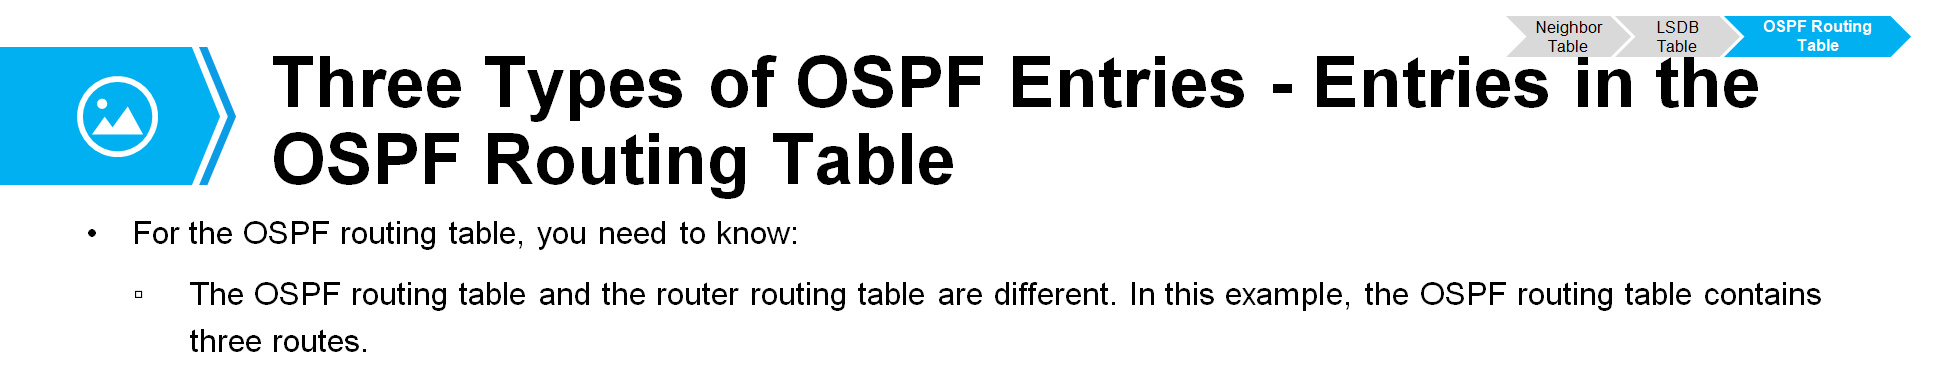 Neighbor
Table
LSDB
Table
OSPF Routing
Table
Three Types of OSPF Entries - Entries in the
OSPF Routing Table
• For the OSPF routing table, you need to know:
▫ The OSPF routing table and the router routing table are different. In this example, the OSPF routing table contains
three routes.